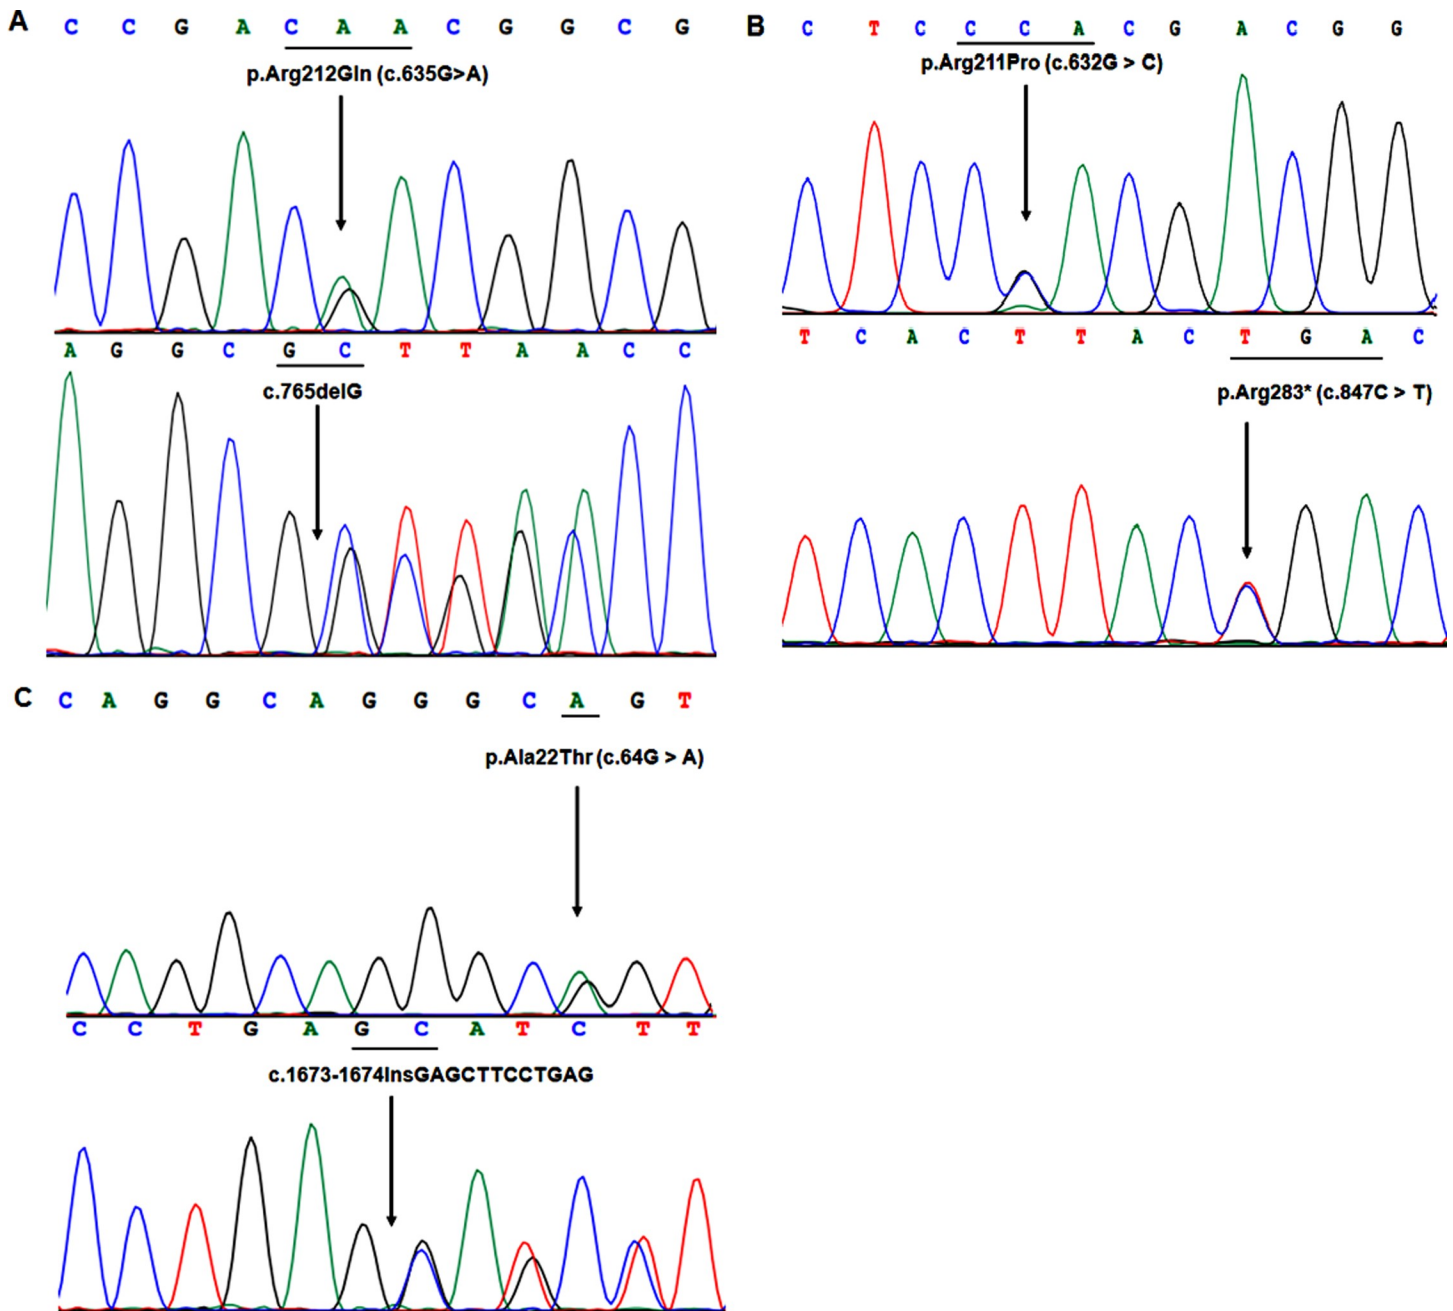 A
C C G A C A A C G G C G
p.Arg212Gln (c.635G>A)
A G G C G C T T A A C C
c.765delG
B
C T C C C A C G A C G G
p.Arg211Pro (c.632G > C)
T C A C T T A C T G A C
p.Arg283* (c.847C > T)
C
C A G G C A G G G C A G T
p.Ala22Thr (c.64G > A)
C C T G A G C A T C T T
c.1673-1674InsGAGCTTCCTGAG